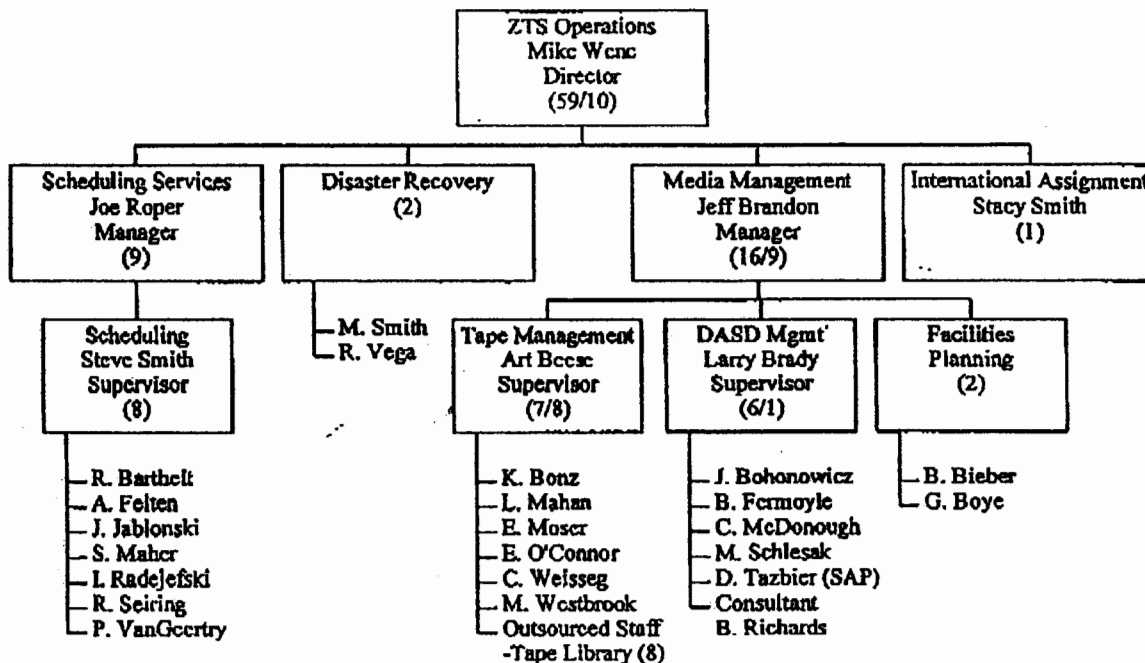 ZTS Operations
Mike Wenc
Director
(59/10)
Scheduling Services
Joe Roper
Manager
(9)
Disaster Recovery
(2)
Media Management
Jeff Brandon
Manager
(16/9)
International Assignment
Stacy Smith
(1)
Scheduling
Steve Smith
Supervisor
(8)
R. Barthelt
A. Felten
J. Jablonski
S. Maher
I. Radejefski
R. Seiring
P. VanGeertry
M. Smith
R. Vega
Tape Management
Art Beese
Supervisor
(7/8)
K. Bonz
L. Mahan
E. Moser
E. O'Connor
C. Weisseg
M. Westbrook
Outsourced Staff
-Tape Library (8)
DASD Mgmt'
Larry Brady
Supervisor
(6/1)
J. Bohonowicz
B. Fermoyle
C. McDonough
M. Schlesak
D. Tazbier (SAP)
Consultant
B. Richards
Facilities
Planning
(2)
B. Bieber
G. Boye